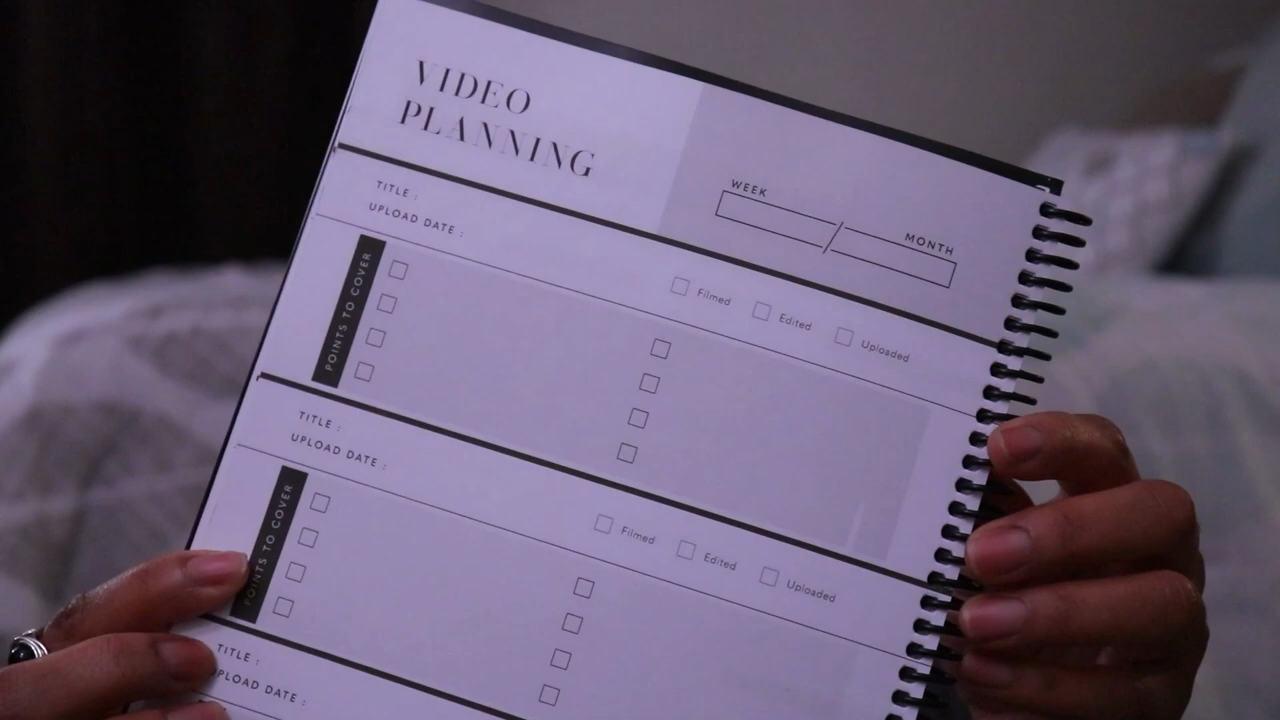 VIDEO
PLANNING
WEEK
MONTH
TITLE :
UPLOAD DATE :
Filmed
Edited
Uploaded
POINTS TO COVER
TITLE :
UPLOAD DATE :
Filmed
Edited
Uploaded
POINTS TO COVER
TITLE :
UPLOAD DATE :